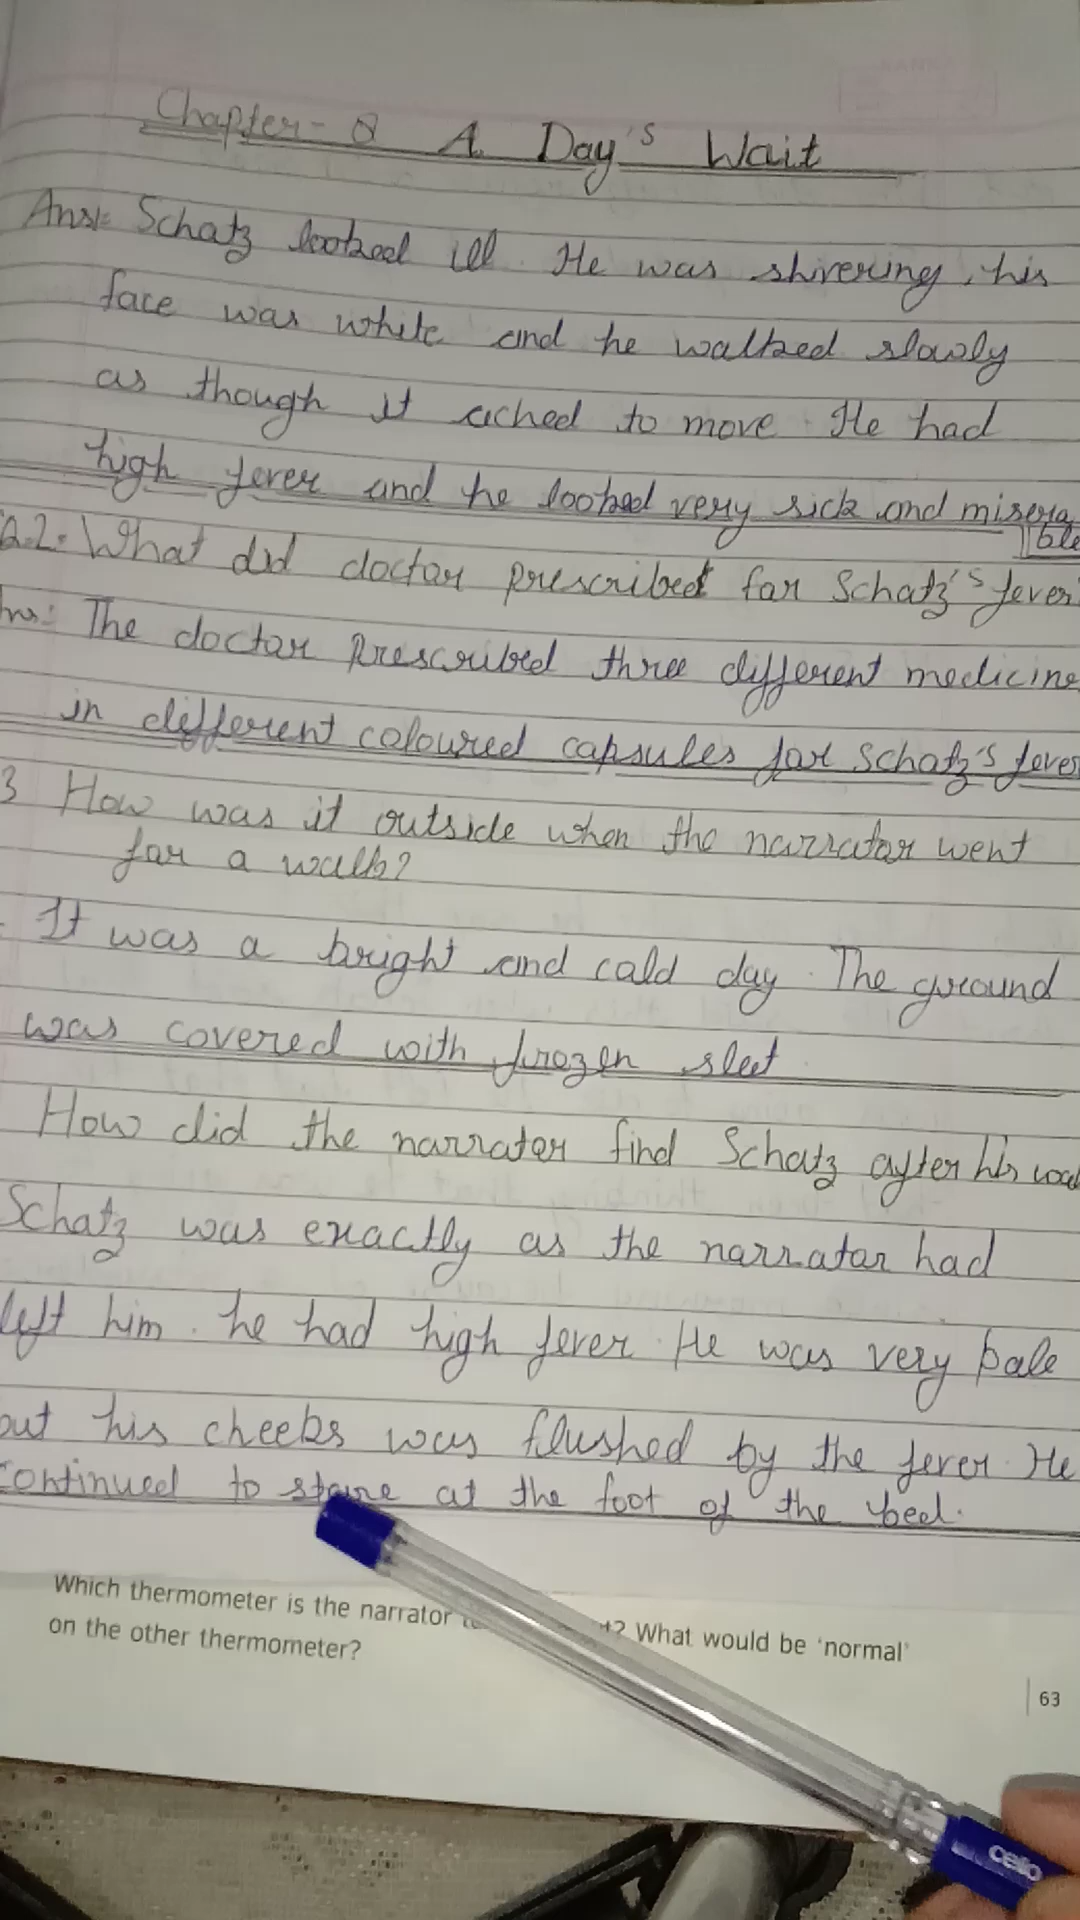 Chapter - 8 A Day's Wait
Ans1: Schatz looked ill. He was shivering, his
face was white and he walked slowly
as though it ached to move. He had
high fever and he looked very sick and misera
ble
Q.2. What did doctor prescribed for Schatz's fever
Ans: The doctor prescribed three different medicine
in different coloured capsules for Schatz's fever
3 How was it outside when the narrator went
for a walk?
It was a bright and cold day. The ground
was covered with frozen sleet
How did the narrator find Schatz after his wal
Schatz was exactly as the narrator had
left him. he had high fever. He was very pale
but his cheeks was flushed by the fever. He
continued to stare at the foot of the bed.
Which thermometer is the narrator ? What would be 'normal'
on the other thermometer?
63
cello